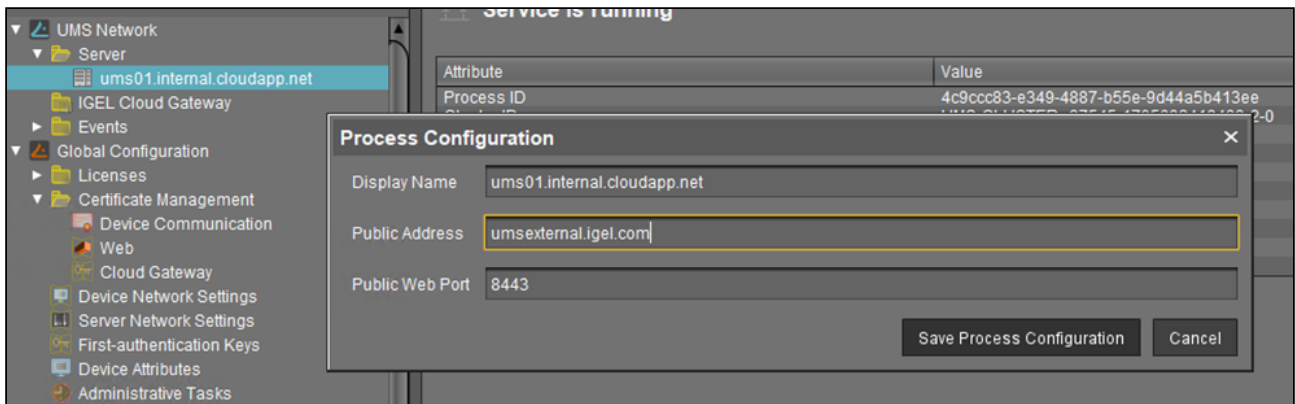 Service is running
UMS Network
Server
ums01.internal.cloudapp.net
IGEL Cloud Gateway
Events
Global Configuration
Licenses
Certificate Management
Device Communication
Web
Cloud Gateway
Device Network Settings
Server Network Settings
First-authentication Keys
Device Attributes
Administrative Tasks
Attribute Value
Process ID 4c9ccc83-e349-4887-b55e-9d44a5b413ee
Process Configuration
Display Name ums01.internal.cloudapp.net
Public Address umsexternal.igel.com
Public Web Port 8443
Save Process Configuration Cancel